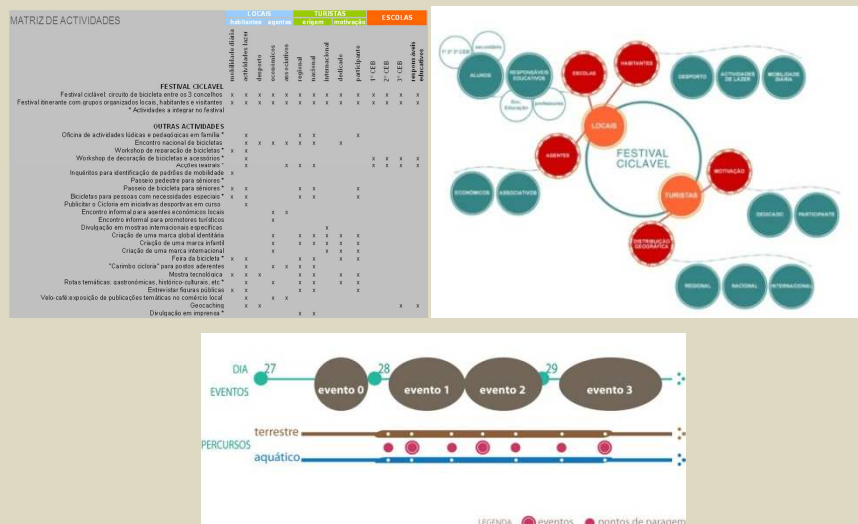 MATRIZ DE ACTIVIDADES
LOCAIS
TURISTAS
ESCOLAS
habitantes
agentes
origem
motivação
mobilidade diária
actividades lazer
desporto
económicos
associativos
regional
nacional
internacional
dedicado
participante
1º CEB
2º CEB
3º CEB
responsáveis educativos
FESTIVAL CICLÁVEL
Festival ciclável: circuito de bicicleta entre os 3 concelhos x x x x x x x x x x x x x x
Festival itinerante com grupos organizados locais, habitantes e visitantes x x x x x x x x x x x x x x
* Actividades a integrar no festival
OUTRAS ACTIVIDADES
Oficina de actividades lúdicas e pedagógicas em família * x x x x
Encontro nacional de bicicletas x x x x x x x
Workshop de reparação de bicicletas * x x
Workshop de decoração de bicicletas e acessórios * x x x x x
Acções teatrais * x x x x
Inquéritos para identificação de padrões de mobilidade x
Passeio pedestre para séniores *
Passeio de bicicleta para séniores * x x x x x
Bicicletas para pessoas com necessidades especiais * x x x x x
Publicitar o Cicloria em iniciativas desportivas em curso x
Encontro informal para agentes económicos locais x x
Encontro informal para promotores turísticos x
Divulgação em mostras internacionais específicas x
Criação de uma marca global identitária x x x x x x
Criação de uma marca infantil x x x x x x
Criação de uma marca internacional x x x x
Feira da bicicleta * x x x x x x
"Carimbo cicloria" para postos aderentes x x x x x
Mostra tecnológica x x x x x x x
Rotas temáticas: gastronómicas, histórico-culturais, etc * x x x x x x
Entrevistar figuras públicas x x x x x
Velo-café:exposição de publicações temáticas no comércio local x x x
Geocaching x x x x
Divulgação em imprensa * x x
1º 2º 3º CEB
secundário
ALUNOS
RESPONSÁVEIS EDUCATIVOS
Enc. Educação
professores
ESCOLAS
HABITANTES
DESPORTO
ACTIVIDADES DE LAZER
MOBILIDADE DIÁRIA
LOCAIS
AGENTES
FESTIVAL CICLÁVEL
MOTIVAÇÃO
ECONÓMICOS
ASSOCIATIVOS
TURISTAS
DEDICADO
PARTICIPANTE
DISTRIBUIÇÃO GEOGRÁFICA
REGIONAL
NACIONAL
INTERNACIONAL
DIA 27 28 29
EVENTOS evento 0 evento 1 evento 2 evento 3
terrestre
PERCURSOS
aquático
LEGENDA eventos pontos de paragem